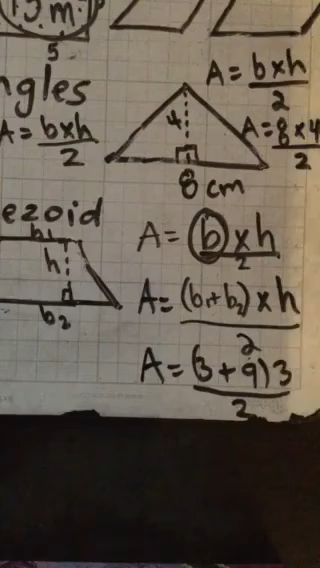 5
ngles
A = b x h
2
4
8 cm
A = b x h
2
A = 8 x 4
2
ezoid
b1
h
b2
A = b x h
2
A = (b1 + b2) x h
2
A = (3 + 9) 3
2